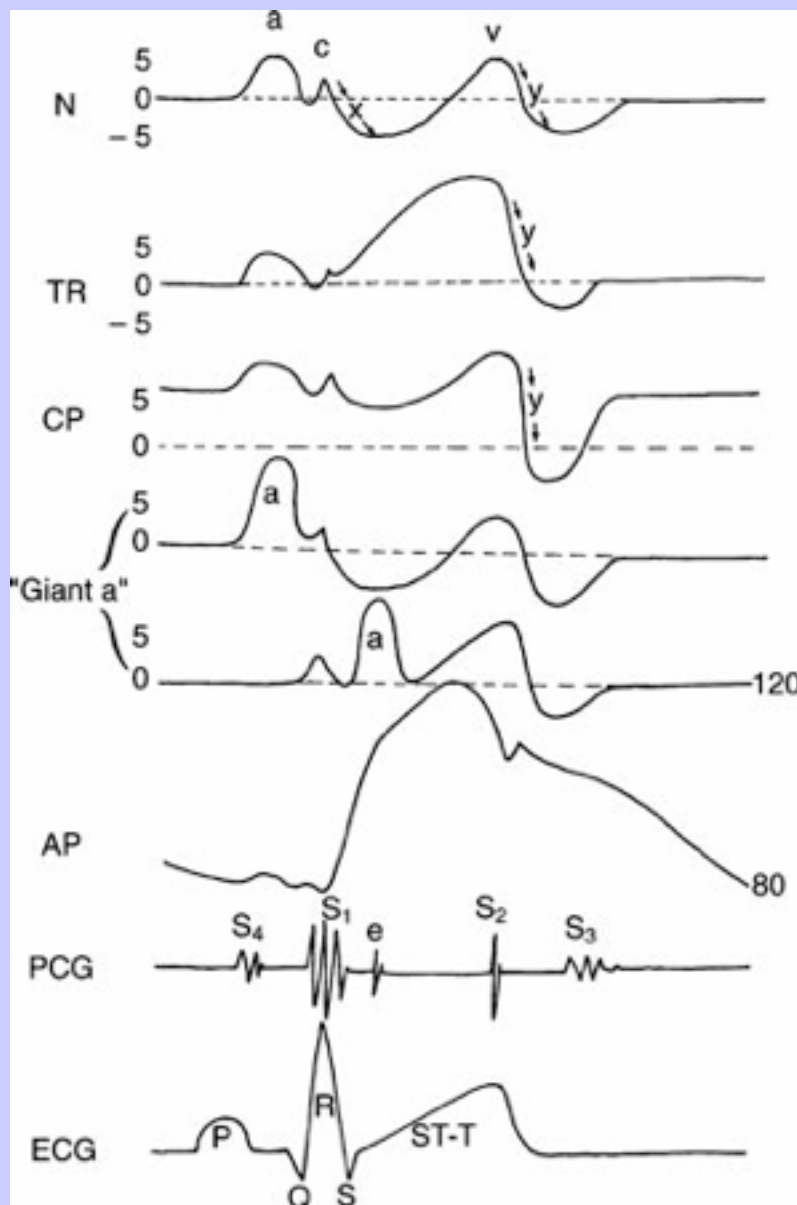 a c v
5
N 0 x y
– 5
5
TR 0 y
– 5
5
CP y
0
5 a
0
"Giant a"
5 a
0 120
AP
80
S4 S1 e S2 S3
PCG
R
P ST-T
ECG
Q S